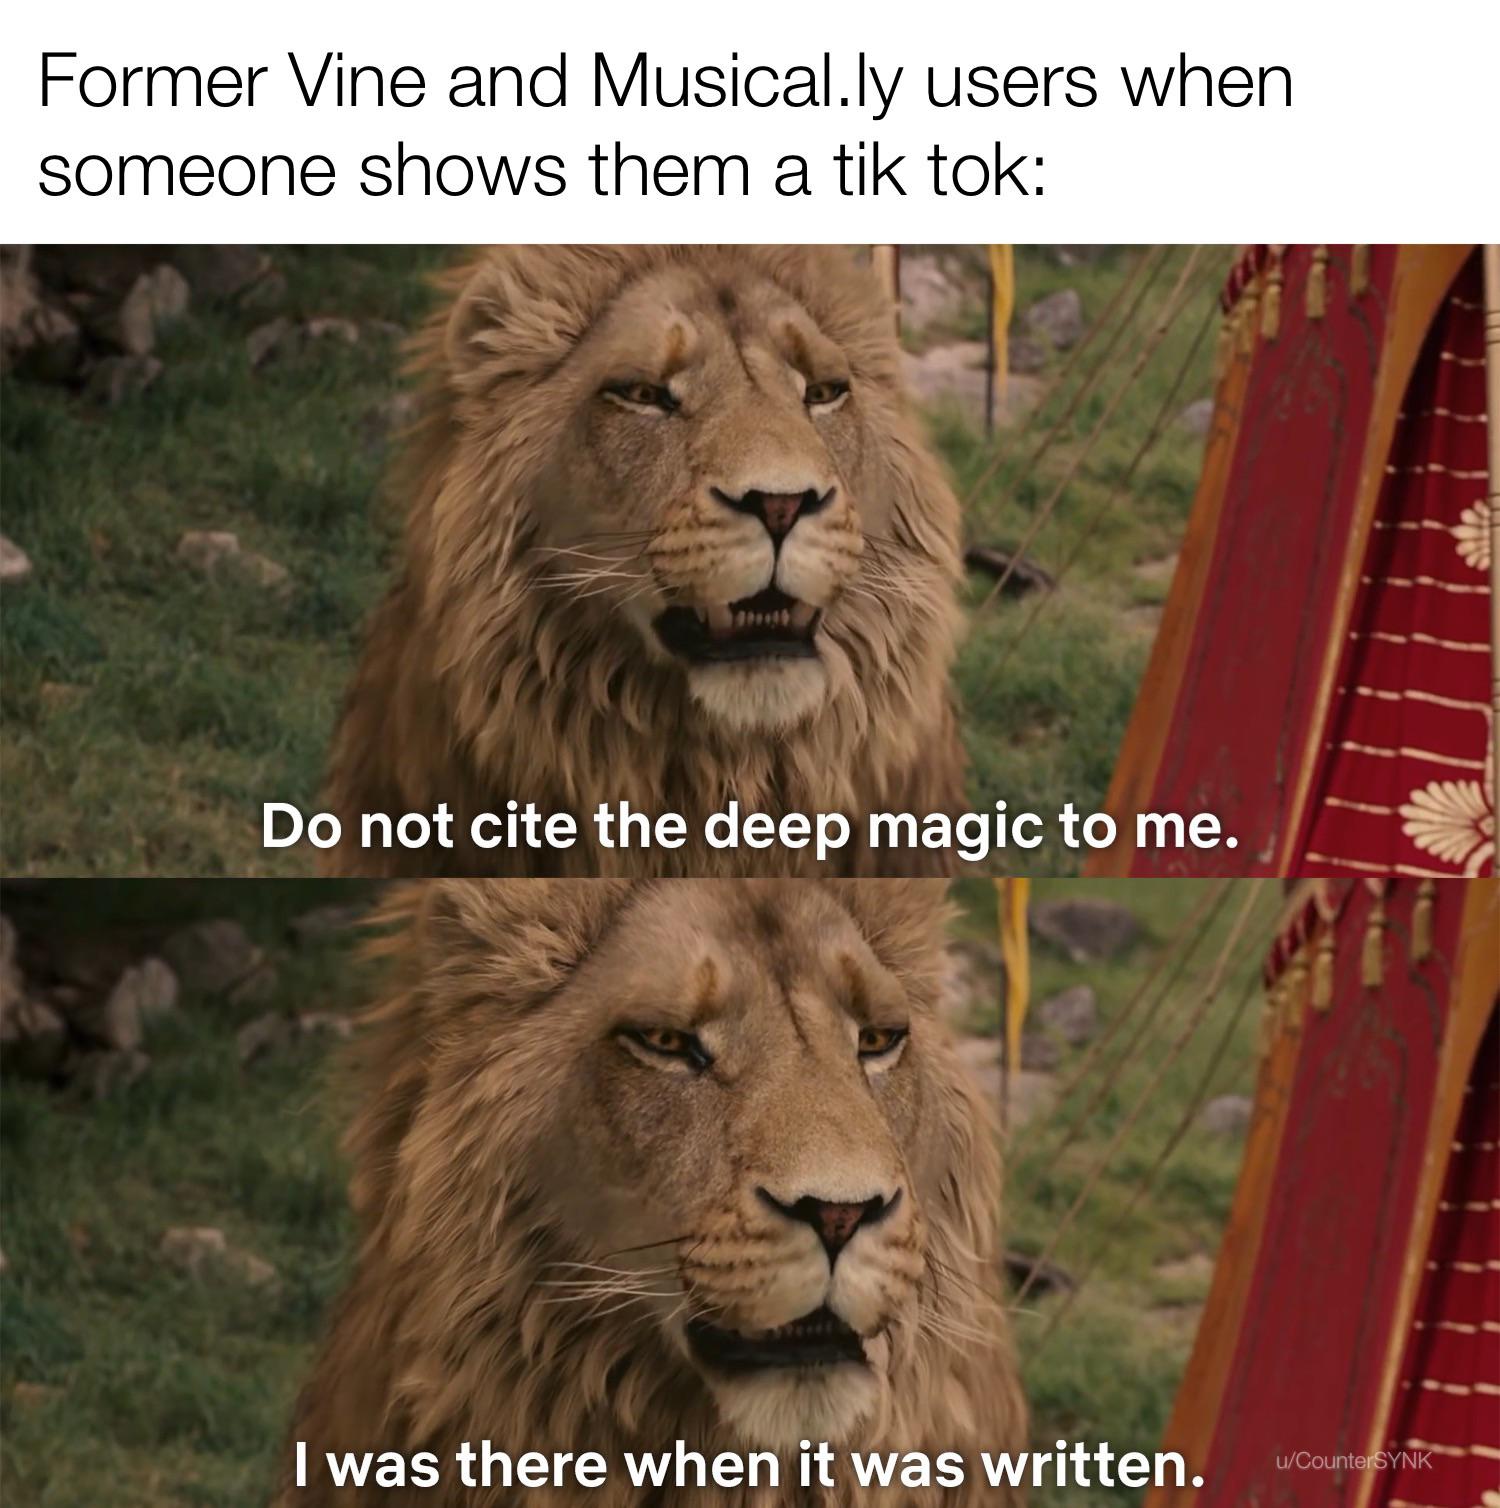 Former Vine and Musical.ly users when
someone shows them a tik tok:
Do not cite the deep magic to me.
I was there when it was written.
u/CounterSYNK